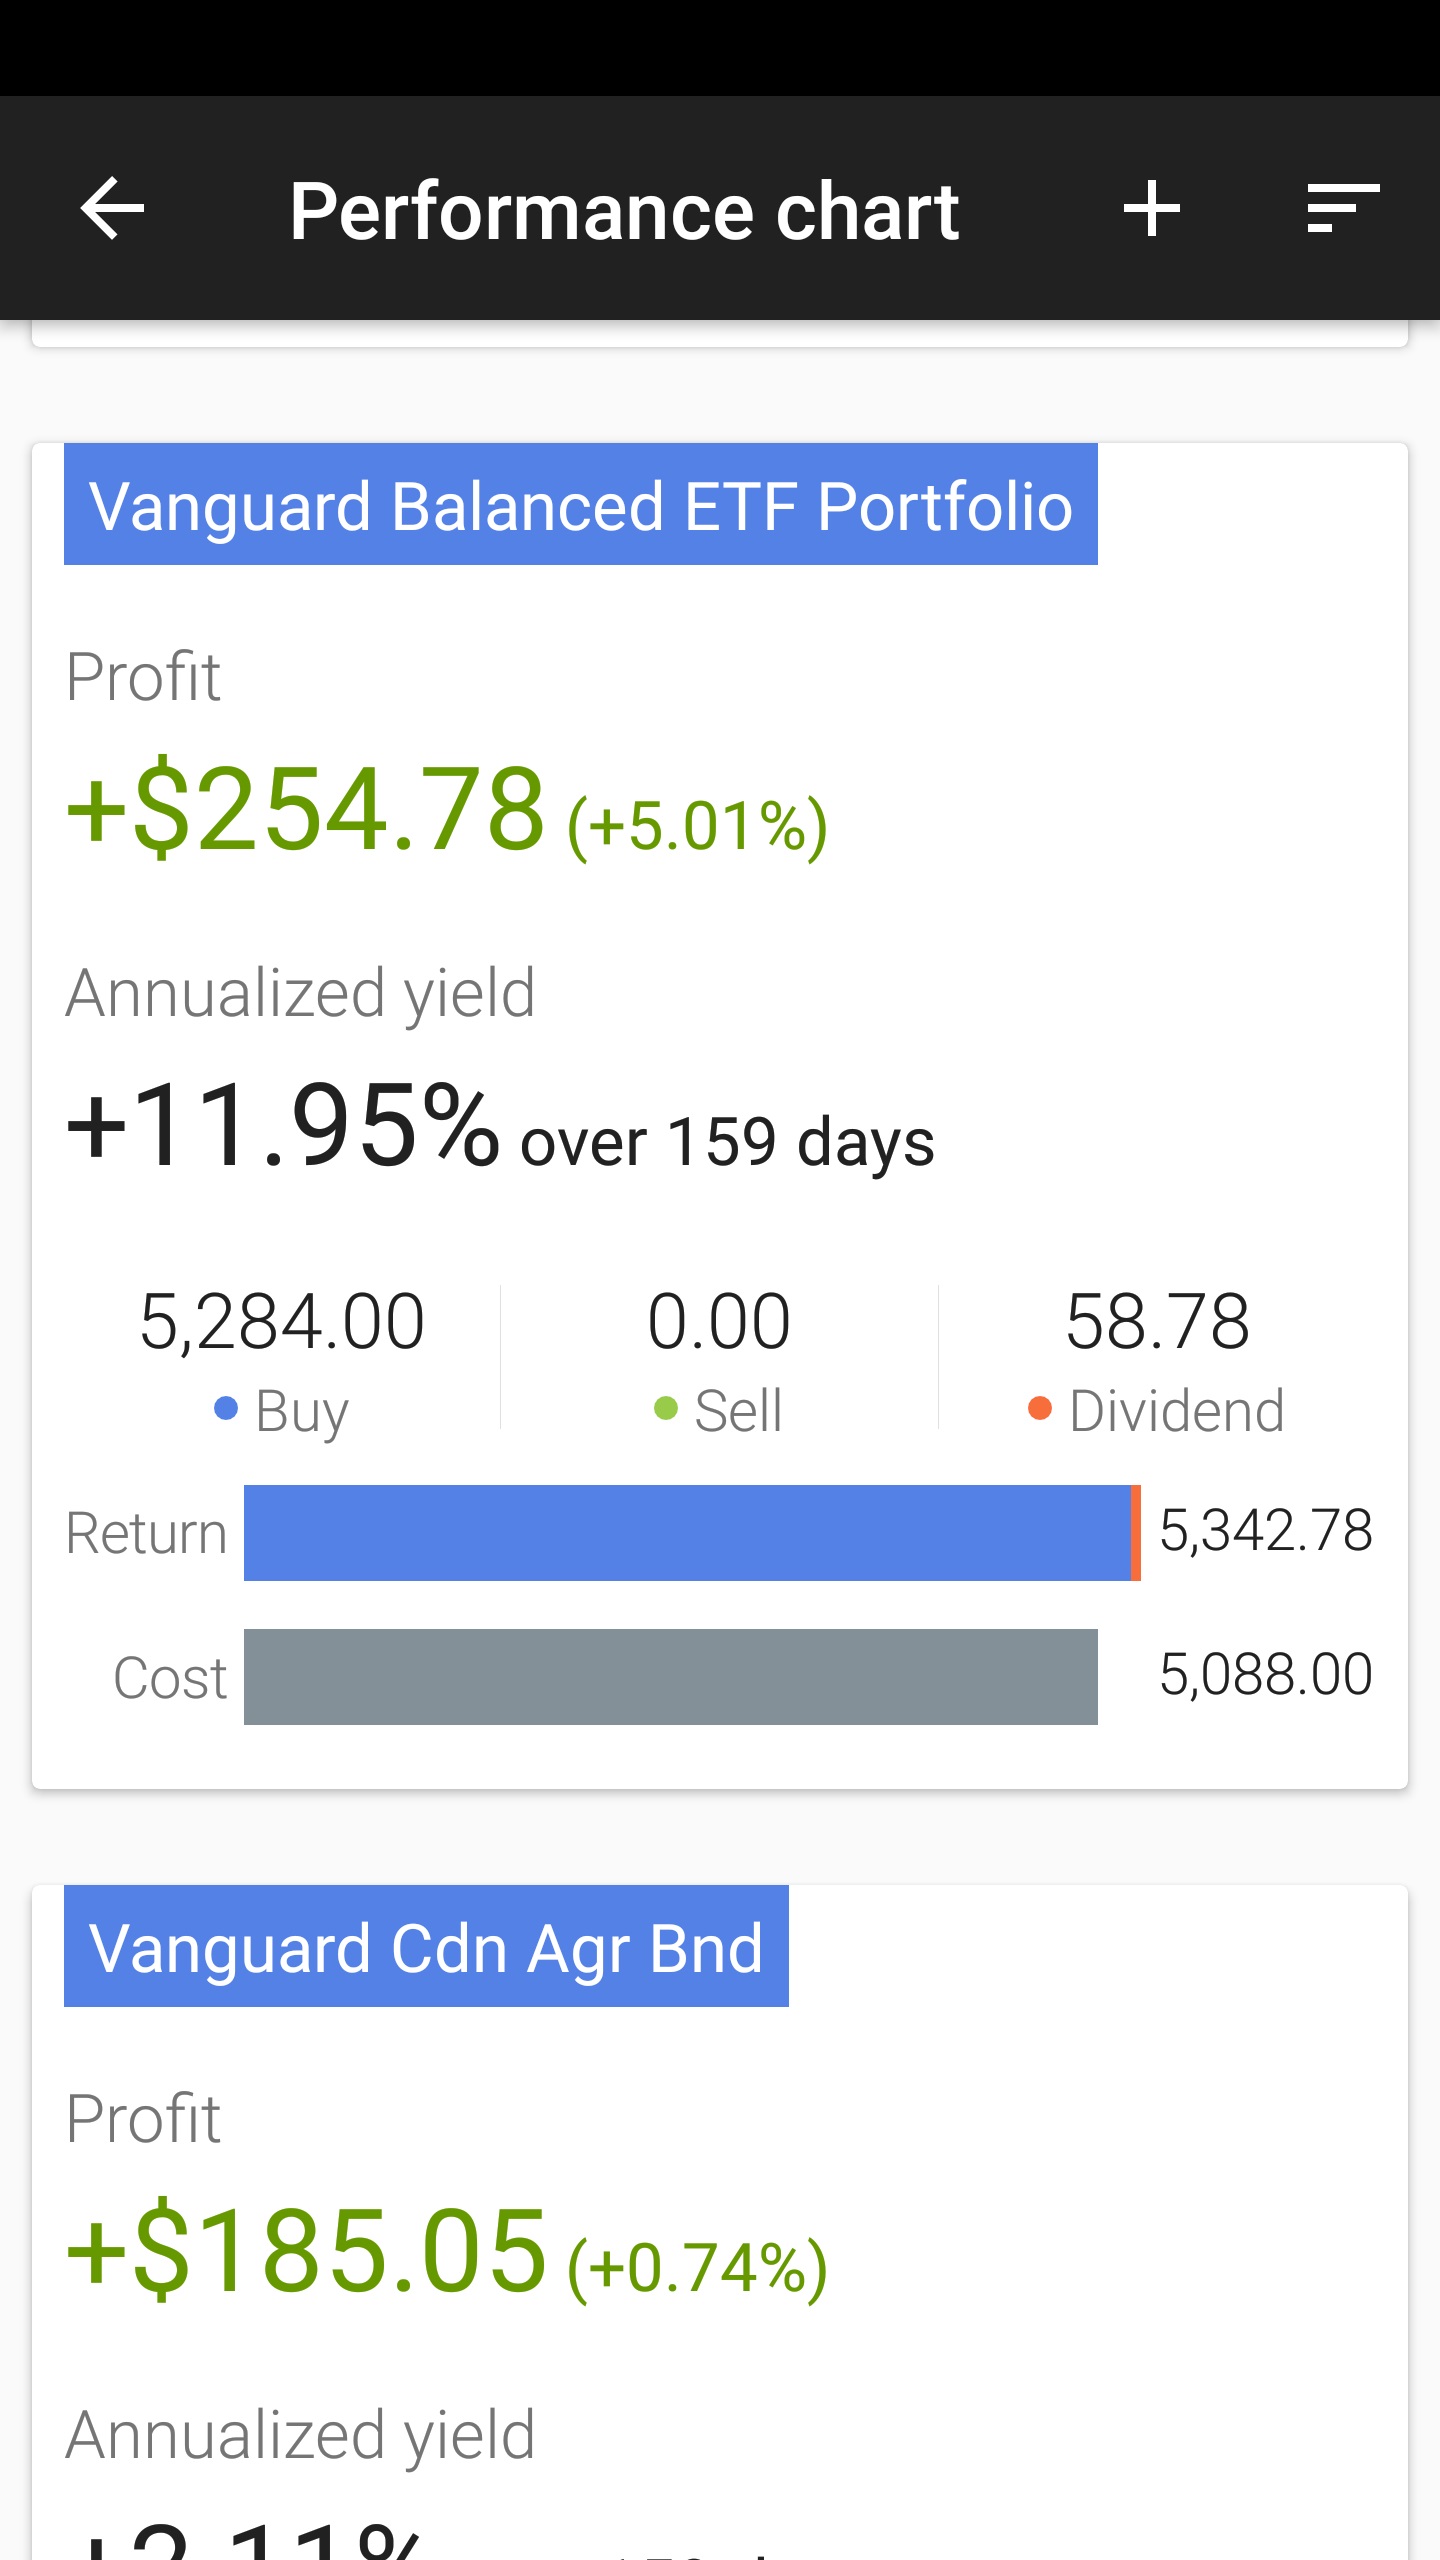 Performance chart
Vanguard Balanced ETF Portfolio
Profit
+$254.78 (+5.01%)
Annualized yield
+11.95% over 159 days
5,284.00 0.00 58.78
Buy Sell Dividend
Return 5,342.78
Cost 5,088.00
Vanguard Cdn Agr Bnd
Profit
+$185.05 (+0.74%)
Annualized yield
+2.11%